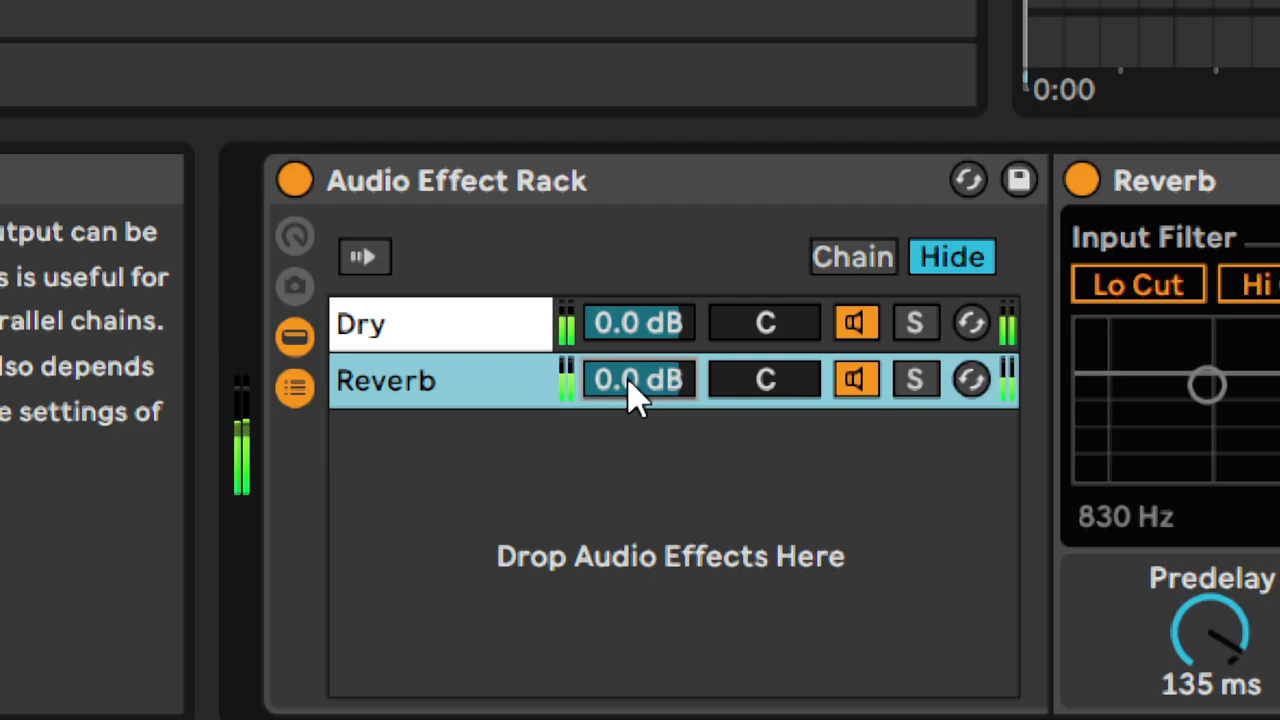 0:00
Audio Effect Rack
Reverb
utput can be
s is useful for
rallel chains.
lso depends
e settings of
Chain Hide
Dry 0.0 dB C S
Reverb 0.0 dB C S
Drop Audio Effects Here
Input Filter
Lo Cut Hi
830 Hz
Predelay
135 ms